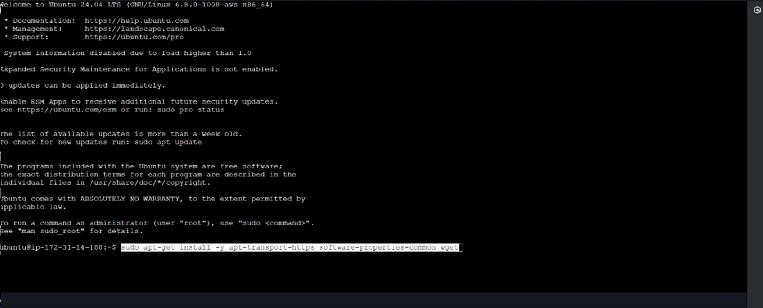 Welcome to Ubuntu 24.04 LTS (GNU/Linux 6.8.0-1008-aws x86_64)
* Documentation: https://help.ubuntu.com
* Management: https://landscape.canonical.com
* Support: https://ubuntu.com/pro
System information disabled due to load higher than 1.0
Expanded Security Maintenance for Applications is not enabled.
0 updates can be applied immediately.
Enable ESM Apps to receive additional future security updates.
See https://ubuntu.com/esm or run: sudo pro status
The list of available updates is more than a week old.
To check for new updates run: sudo apt update
The programs included with the Ubuntu system are free software;
the exact distribution terms for each program are described in the
individual files in /usr/share/doc/*/copyright.
Ubuntu comes with ABSOLUTELY NO WARRANTY, to the extent permitted by
applicable law.
To run a command as administrator (user "root"), use "sudo <command>".
See "man sudo_root" for details.
ubuntu@ip-172-31-14-188:~$ sudo apt-get install -y apt-transport-https software-properties-common wget